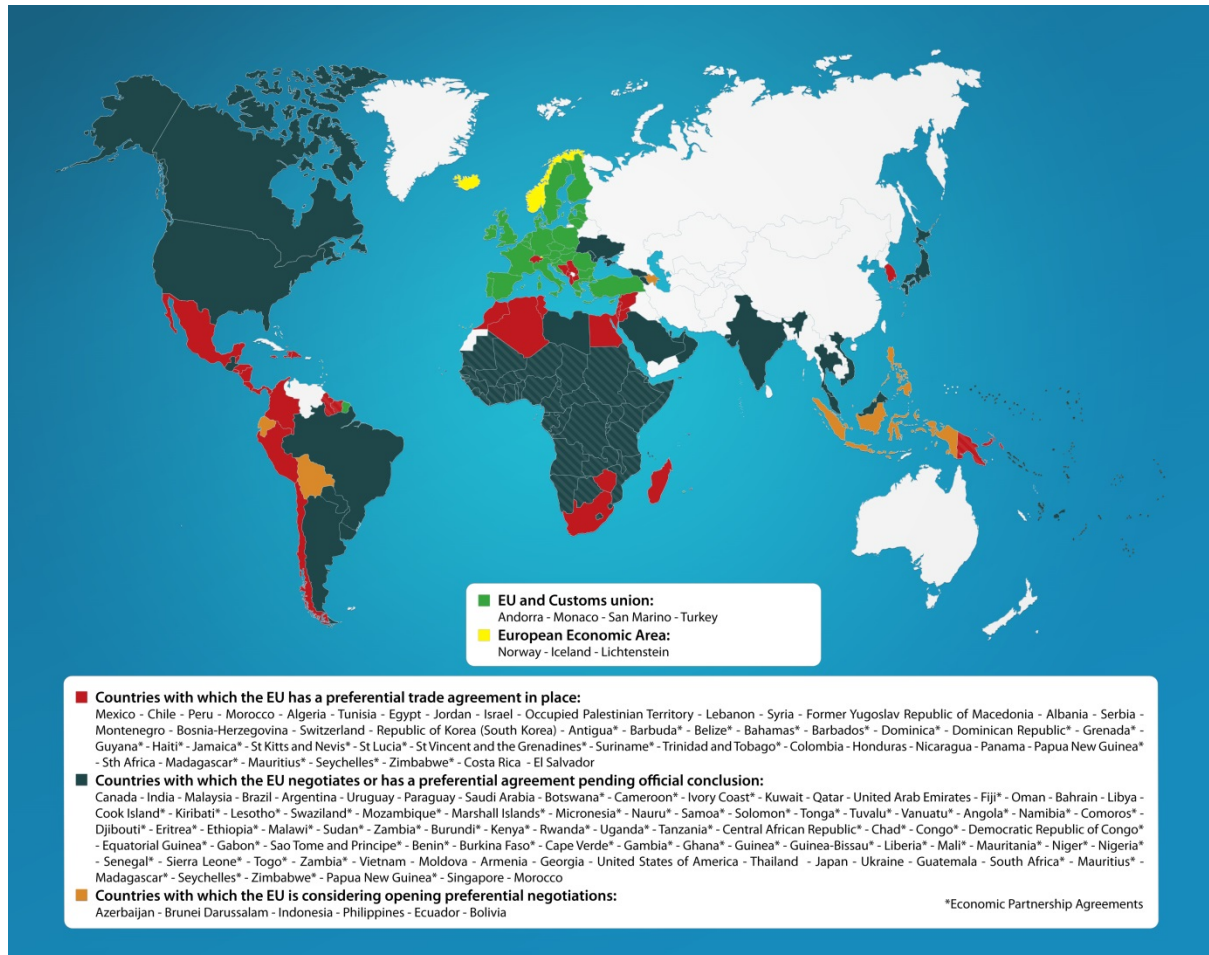 EU and Customs union:
Andorra - Monaco - San Marino - Turkey
European Economic Area:
Norway - Iceland - Lichtenstein
Countries with which the EU has a preferential trade agreement in place:
Mexico - Chile - Peru - Morocco - Algeria - Tunisia - Egypt - Jordan - Israel - Occupied Palestinian Territory - Lebanon - Syria - Former Yugoslav Republic of Macedonia - Albania - Serbia -
Montenegro - Bosnia-Herzegovina - Switzerland - Republic of Korea (South Korea) - Antigua* - Barbuda* - Belize* - Bahamas* - Barbados* - Dominica* - Dominican Republic* - Grenada* -
Guyana* - Haiti* - Jamaica* - St Kitts and Nevis* - St Lucia* - St Vincent and the Grenadines* - Suriname* - Trinidad and Tobago* - Colombia - Honduras - Nicaragua - Panama - Papua New Guinea*
- Sth Africa - Madagascar* - Mauritius* - Seychelles* - Zimbabwe* - Costa Rica - El Salvador
Countries with which the EU negotiates or has a preferential agreement pending official conclusion:
Canada - India - Malaysia - Brazil - Argentina - Uruguay - Paraguay - Saudi Arabia - Botswana* - Cameroon* - Ivory Coast* - Kuwait - Qatar - United Arab Emirates - Fiji* - Oman - Bahrain - Libya -
Cook Island* - Kiribati* - Lesotho* - Swaziland* - Mozambique* - Marshall Islands* - Micronesia* - Nauru* - Samoa* - Solomon* - Tonga* - Tuvalu* - Vanuatu* - Angola* - Namibia* - Comoros* -
Djibouti* - Eritrea* - Ethiopia* - Malawi* - Sudan* - Zambia* - Burundi* - Kenya* - Rwanda* - Uganda* - Tanzania* - Central African Republic* - Chad* - Congo* - Democratic Republic of Congo*
- Equatorial Guinea* - Gabon* - Sao Tome and Principe* - Benin* - Burkina Faso* - Cape Verde* - Gambia* - Ghana* - Guinea* - Guinea-Bissau* - Liberia* - Mali* - Mauritania* - Niger* - Nigeria*
- Senegal* - Sierra Leone* - Togo* - Zambia* - Vietnam - Moldova - Armenia - Georgia - United States of America - Thailand - Japan - Ukraine - Guatemala - South Africa* - Mauritius* -
Madagascar* - Seychelles* - Zimbabwe* - Papua New Guinea* - Singapore - Morocco
Countries with which the EU is considering opening preferential negotiations:
Azerbaijan - Brunei Darussalam - Indonesia - Philippines - Ecuador - Bolivia
*Economic Partnership Agreements